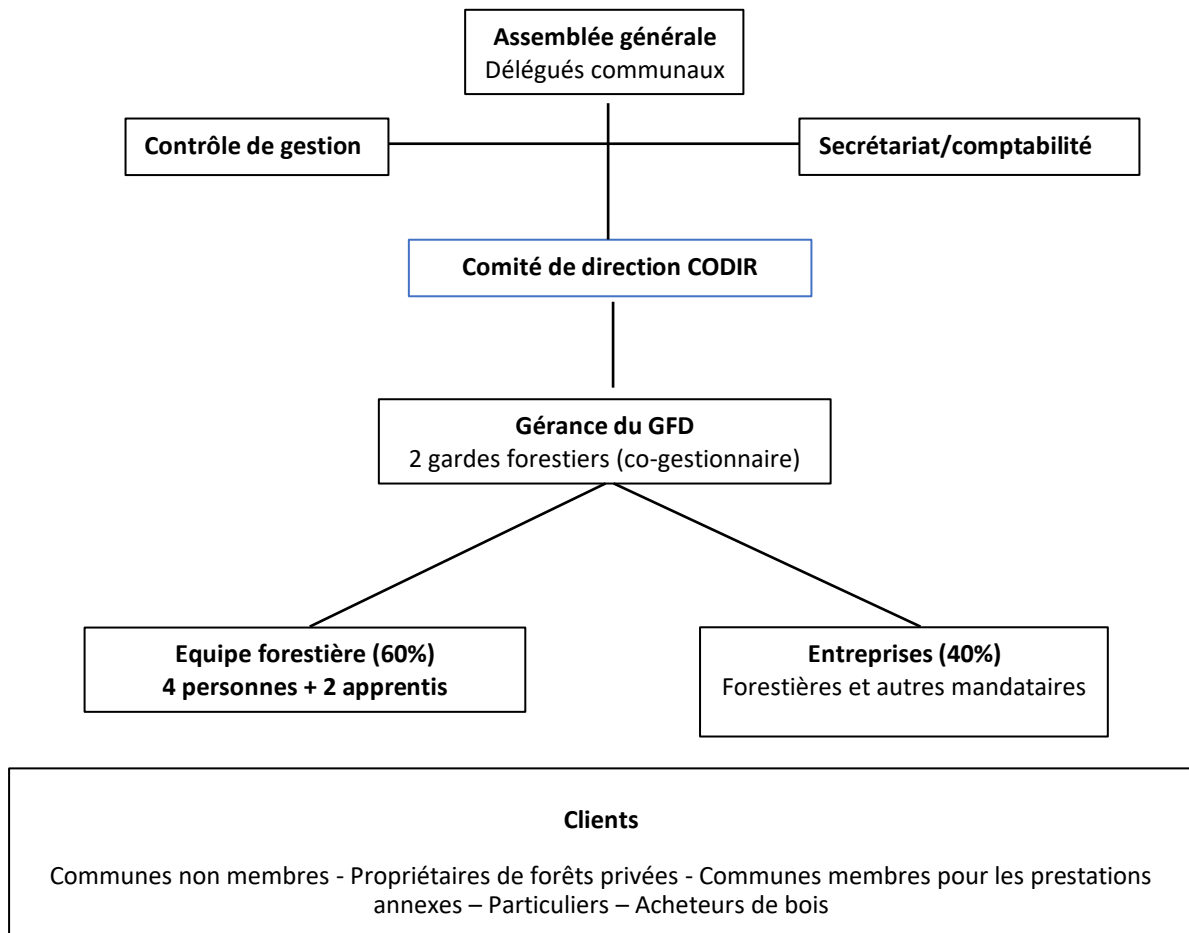 Assemblée générale
Délégués communaux
Contrôle de gestion
Secrétariat/comptabilité
Comité de direction CODIR
Gérance du GFD
2 gardes forestiers (co-gestionnaire)
Equipe forestière (60%)
4 personnes + 2 apprentis
Entreprises (40%)
Forestières et autres mandataires
Clients
Communes non membres - Propriétaires de forêts privées - Communes membres pour les prestations
annexes – Particuliers – Acheteurs de bois